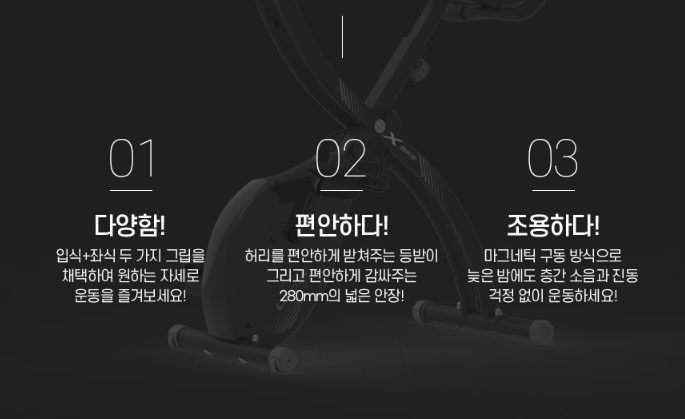 01
다양함!
입식+좌식 두 가지 그립을
채택하여 원하는 자세로
운동을 즐겨보세요!
02
편안하다!
허리를 편안하게 받쳐주는 등받이
그리고 편안하게 감싸주는
280mm의 넓은 안장!
03
조용하다!
마그네틱 구동 방식으로
늦은 밤에도 층간 소음과 진동
걱정 없이 운동하세요!